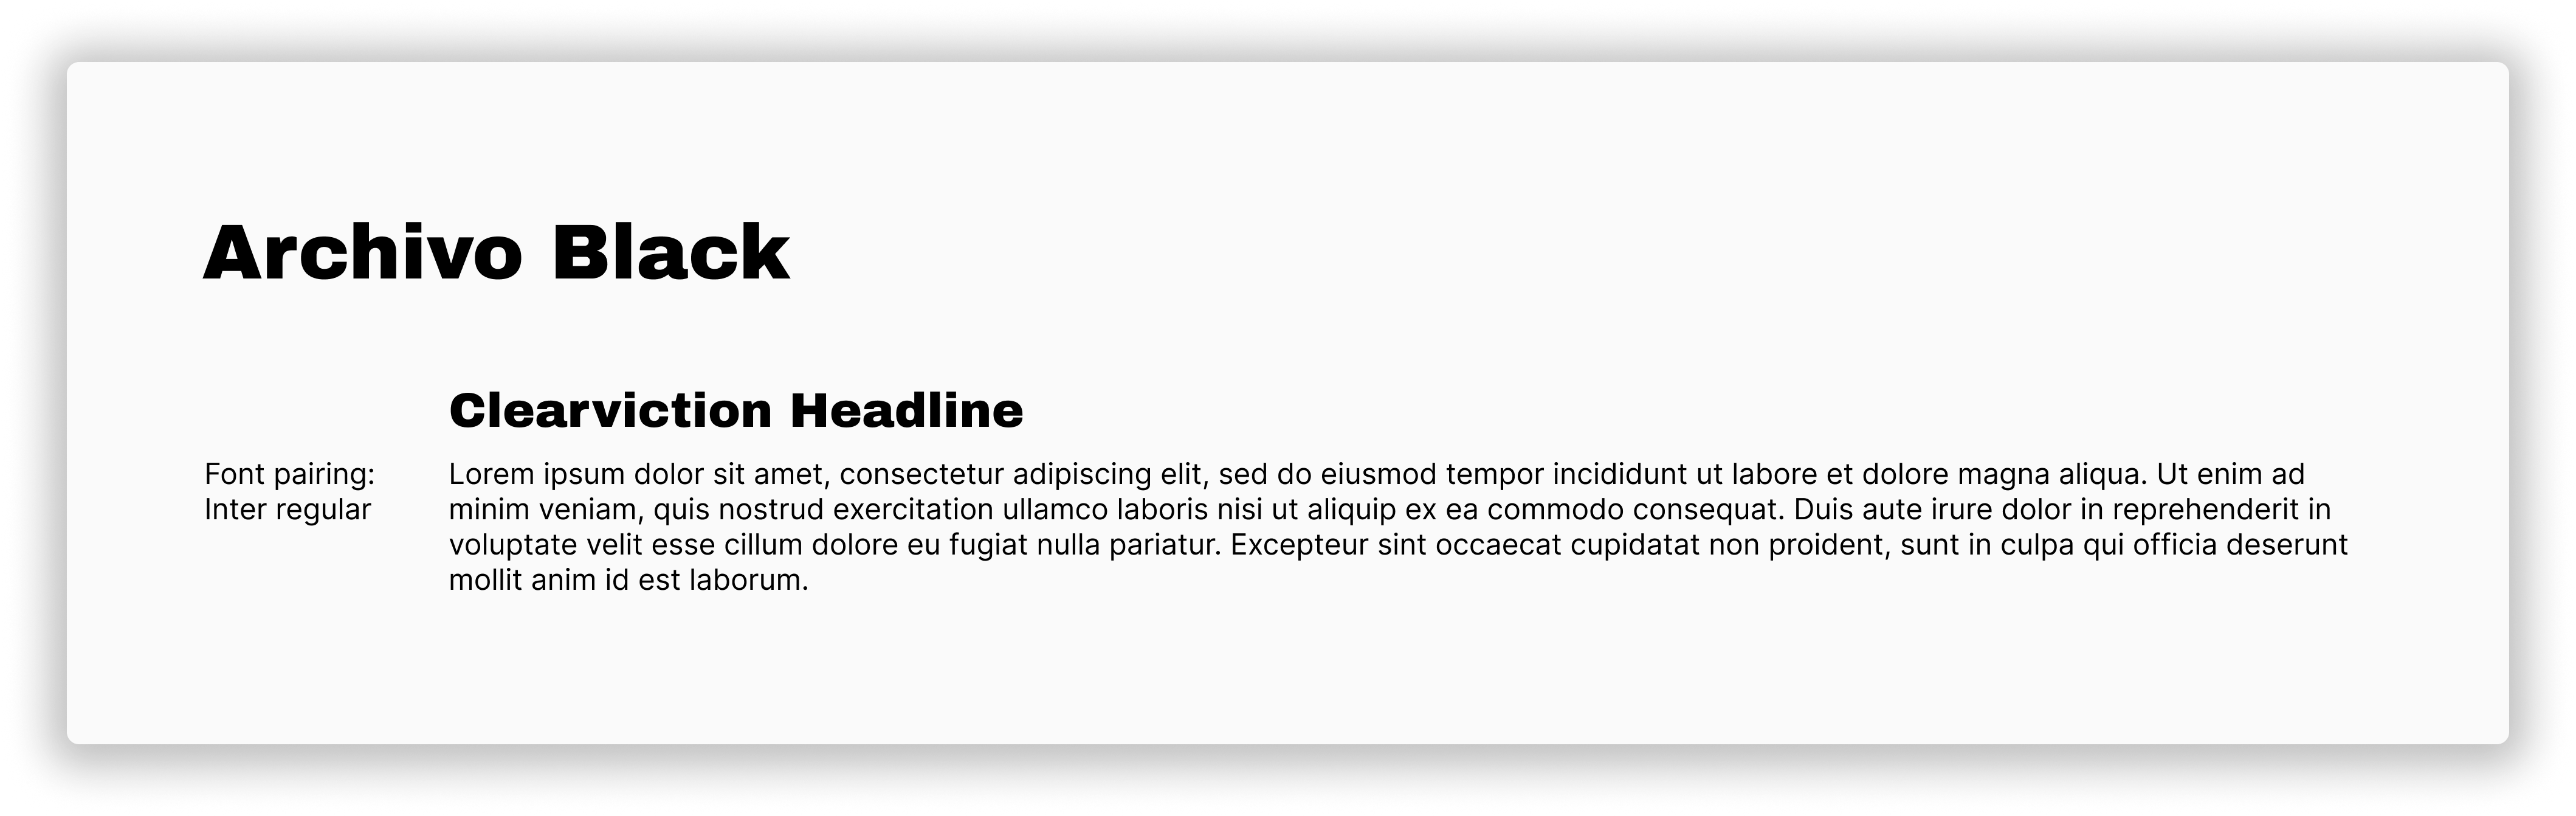 Archivo Black
Clearviction Headline
Font pairing:
Inter regular
Lorem ipsum dolor sit amet, consectetur adipiscing elit, sed do eiusmod tempor incididunt ut labore et dolore magna aliqua. Ut enim ad
minim veniam, quis nostrud exercitation ullamco laboris nisi ut aliquip ex ea commodo consequat. Duis aute irure dolor in reprehenderit in
voluptate velit esse cillum dolore eu fugiat nulla pariatur. Excepteur sint occaecat cupidatat non proident, sunt in culpa qui officia deserunt
mollit anim id est laborum.